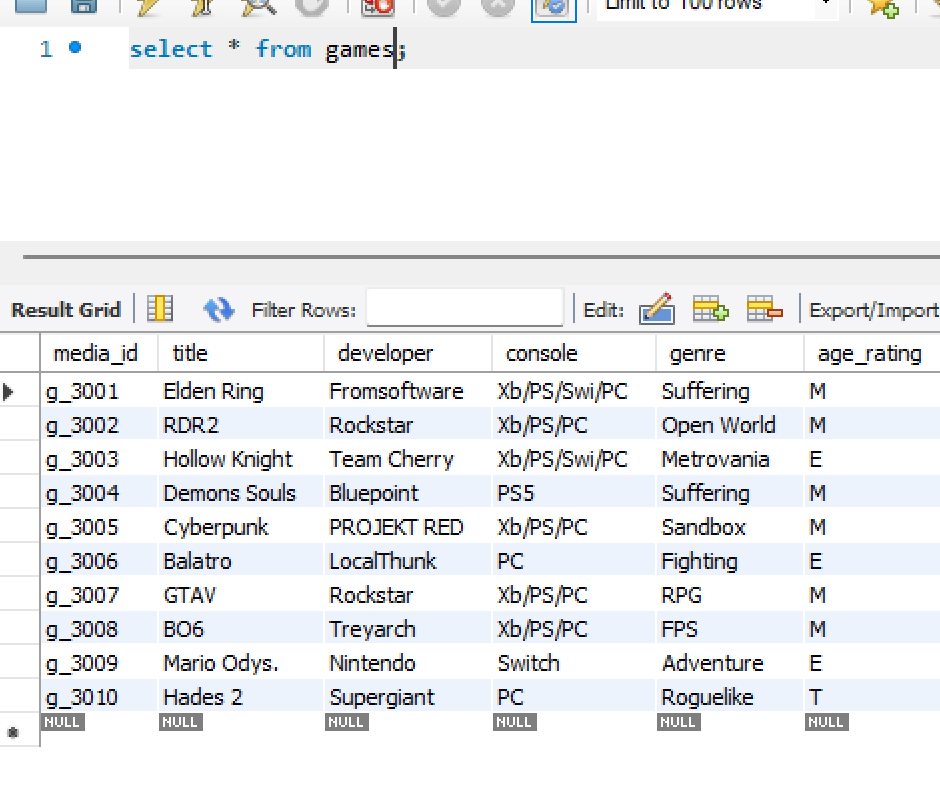 Limit to 100 rows
1 select * from games;
Result Grid Filter Rows: Edit: Export/Import
media_id title developer console genre age_rating
g_3001 Elden Ring Fromsoftware Xb/PS/Swi/PC Suffering M
g_3002 RDR2 Rockstar Xb/PS/PC Open World M
g_3003 Hollow Knight Team Cherry Xb/PS/Swi/PC Metrovania E
g_3004 Demons Souls Bluepoint PS5 Suffering M
g_3005 Cyberpunk PROJEKT RED Xb/PS/PC Sandbox M
g_3006 Balatro LocalThunk PC Fighting E
g_3007 GTAV Rockstar Xb/PS/PC RPG M
g_3008 BO6 Treyarch Xb/PS/PC FPS M
g_3009 Mario Odys. Nintendo Switch Adventure E
g_3010 Hades 2 Supergiant PC Roguelike T
NULL NULL NULL NULL NULL NULL